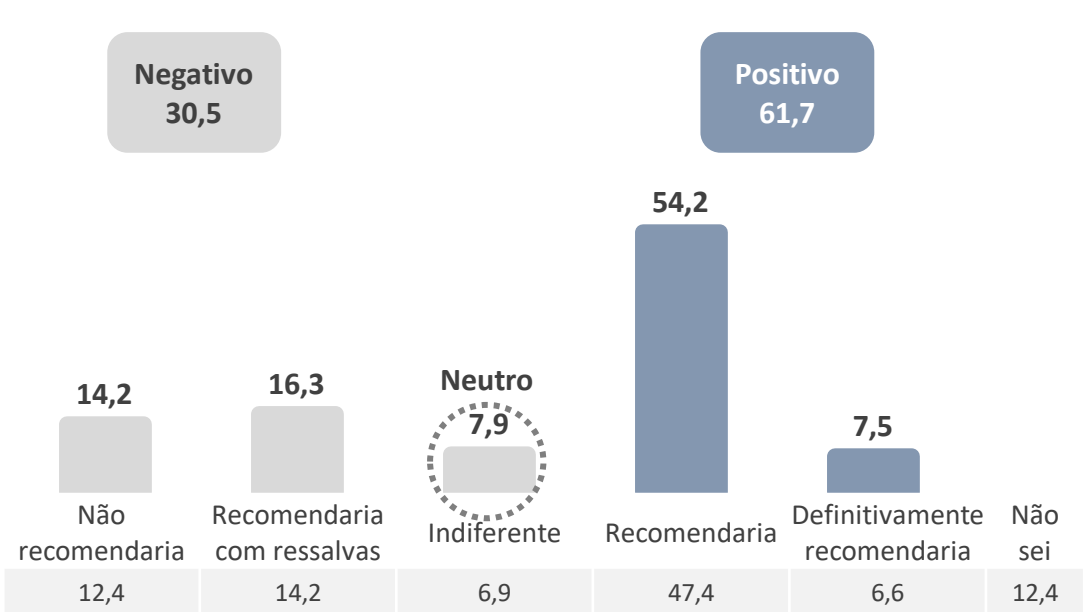 Negativo
30,5
Positivo
61,7
54,2
14,2
16,3
Neutro
7,9
7,5
Não
recomendaria
Recomendaria
com ressalvas
Indiferente
Recomendaria
Definitivamente
recomendaria
Não
sei
12,4
14,2
6,9
47,4
6,6
12,4